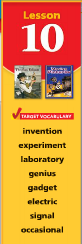 Lesson
10
TARGET VOCABULARY
invention
experiment
laboratory
genius
gadget
electric
signal
occasional